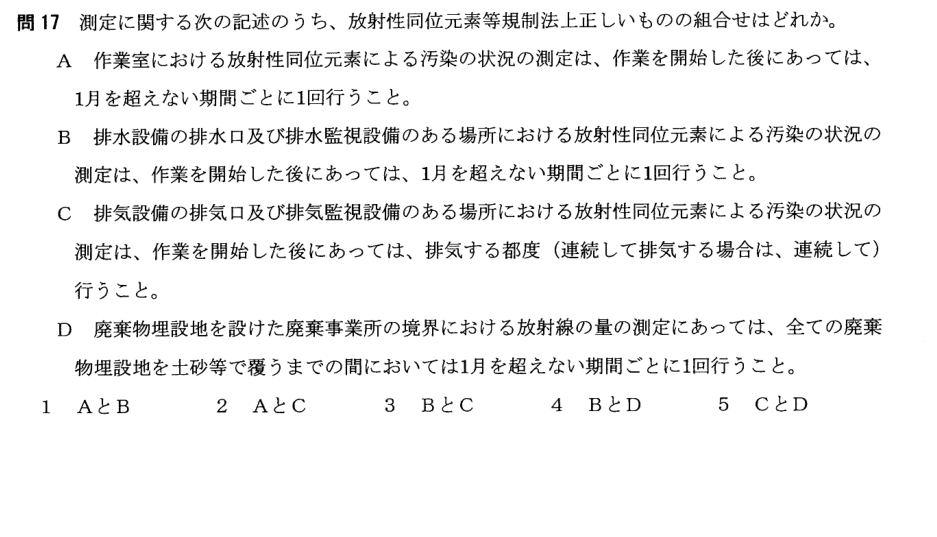 問17 測定に関する次の記述のうち、放射性同位元素等規制法上正しいものの組合せはどれか。
A 作業室における放射性同位元素による汚染の状況の測定は、作業を開始した後にあっては、
1月を超えない期間ごとに1回行うこと。
B 排水設備の排水口及び排水監視設備のある場所における放射性同位元素による汚染の状況の
測定は、作業を開始した後にあっては、1月を超えない期間ごとに1回行うこと。
C 排気設備の排気口及び排気監視設備のある場所における放射性同位元素による汚染の状況の
測定は、作業を開始した後にあっては、排気する都度（連続して排気する場合は、連続して）
行うこと。
D 廃棄物埋設地を設けた廃棄事業所の境界における放射線の量の測定にあっては、全ての廃棄
物埋設地を土砂等で覆うまでの間においては1月を超えない期間ごとに1回行うこと。
1 AとB 2 AとC 3 BとC 4 BとD 5 CとD